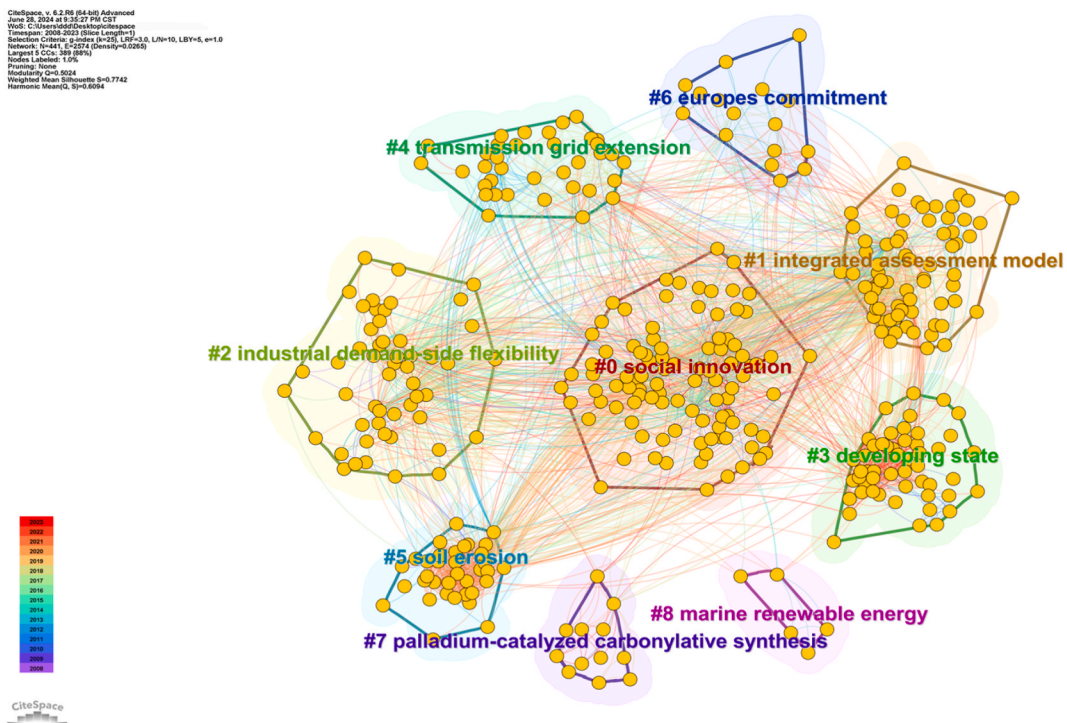 CiteSpace, v. 6.2.R6 (64-bit) Advanced
June 28, 2024 at 9:35:27 PM CST
WoS: C:\Users\ddd\Desktop\citespace
Timespan: 2008-2023 (Slice Length=1)
Selection Criteria: g-index (k=25), LRF=3.0, L/N=10, LBY=5, e=1.0
Network: N=441, E=2574 (Density=0.0265)
Largest 5 CCs: 389 (88%)
Nodes Labeled: 1.0%
Pruning: None
Modularity Q=0.5024
Weighted Mean Silhouette S=0.7742
Harmonic Mean(Q, S)=0.6094
#6 europes commitment
#4 transmission grid extension
#1 integrated assessment model
#2 industrial demand-side flexibility
#0 social innovation
#3 developing state
#5 soil erosion
#8 marine renewable energy
#7 palladium-catalyzed carbonylative synthesis
2023
2022
2021
2020
2019
2018
2017
2016
2015
2014
2013
2012
2011
2010
2009
2008
CiteSpace